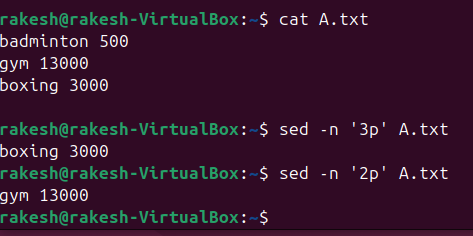 rakesh@rakesh-VirtualBox:~$ cat A.txt
badminton 500
gym 13000
boxing 3000
rakesh@rakesh-VirtualBox:~$ sed -n '3p' A.txt
boxing 3000
rakesh@rakesh-VirtualBox:~$ sed -n '2p' A.txt
gym 13000
rakesh@rakesh-VirtualBox:~$